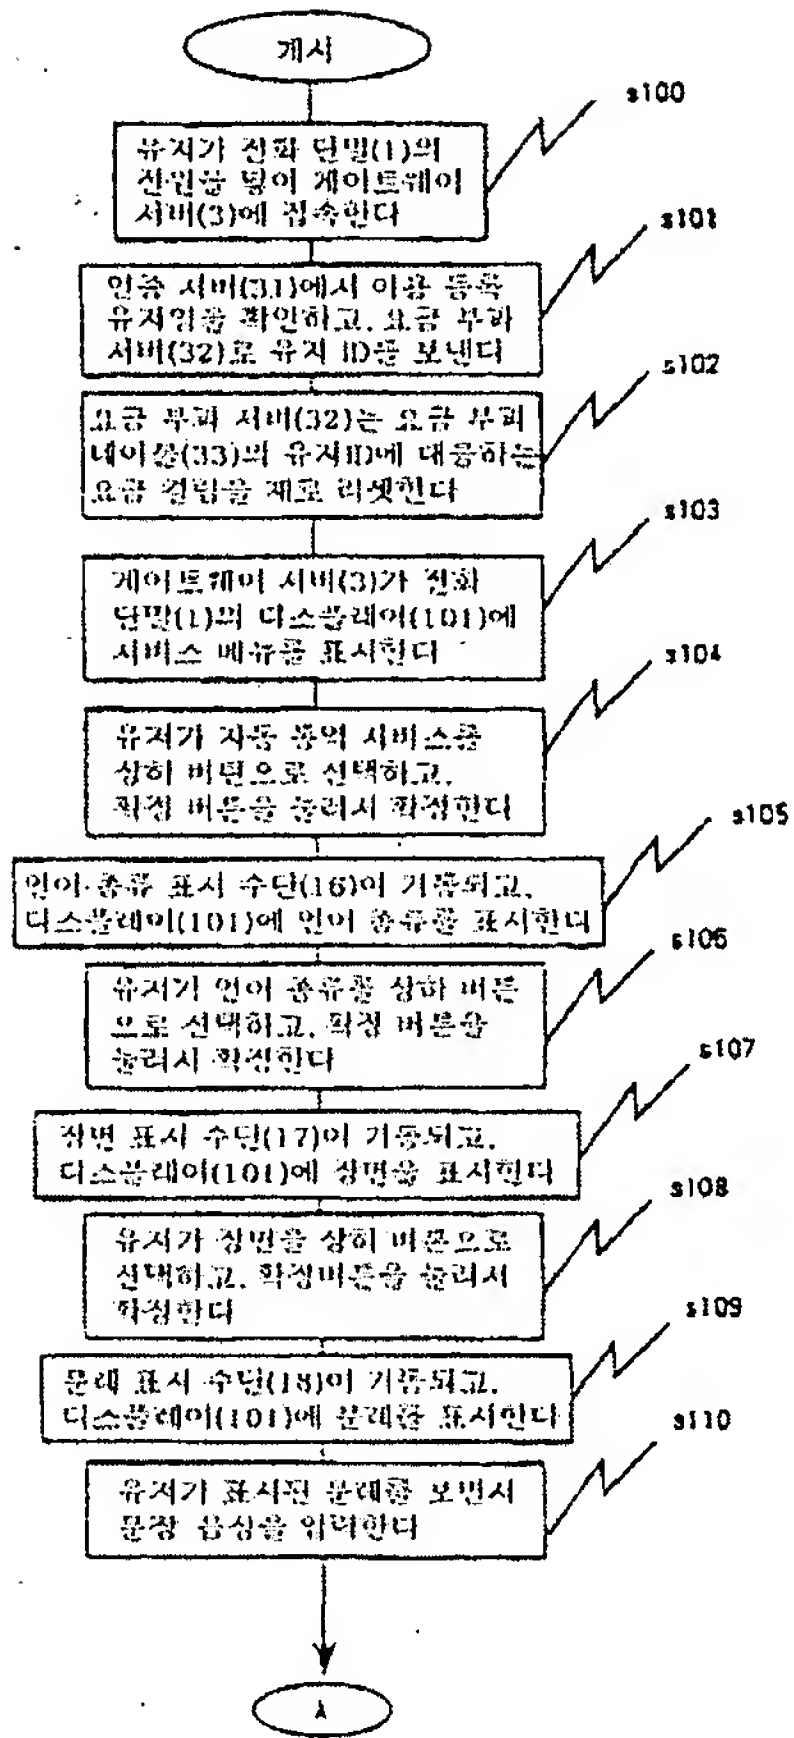 개시
s100
유저가 전화 단말(1)의
전원을 넣어 게이트웨이
서버(3)에 접속한다
s101
인증 서버(31)에서 이용 등록
유저임을 확인하고, 요금 부과
서버(32)로 유저 ID를 보낸다
s102
요금 부과 서버(32)는 요금 부과
테이블(33)의 유저ID에 대응하는
요금 컬럼을 제로 리셋한다
s103
게이트웨이 서버(3)가 전화
단말(1)의 디스플레이(101)에
서비스 메뉴를 표시한다
s104
유저가 자동 통역 서비스를
상하 버튼으로 선택하고,
확정 버튼을 눌러서 확정한다
s105
언어 종류 표시 수단(16)이 기동되고,
디스플레이(101)에 언어 종류를 표시한다
s106
유저가 언어 종류를 상하 버튼
으로 선택하고, 확정 버튼을
눌러서 확정한다
s107
장면 표시 수단(17)이 기동되고,
디스플레이(101)에 장면을 표시한다
s108
유저가 장면을 상하 버튼으로
선택하고, 확정버튼을 눌러서
확정한다
s109
문례 표시 수단(18)이 기동되고,
디스플레이(101)에 문례를 표시한다
s110
유저가 표시된 문례를 보면서
문장 음성을 입력한다
A